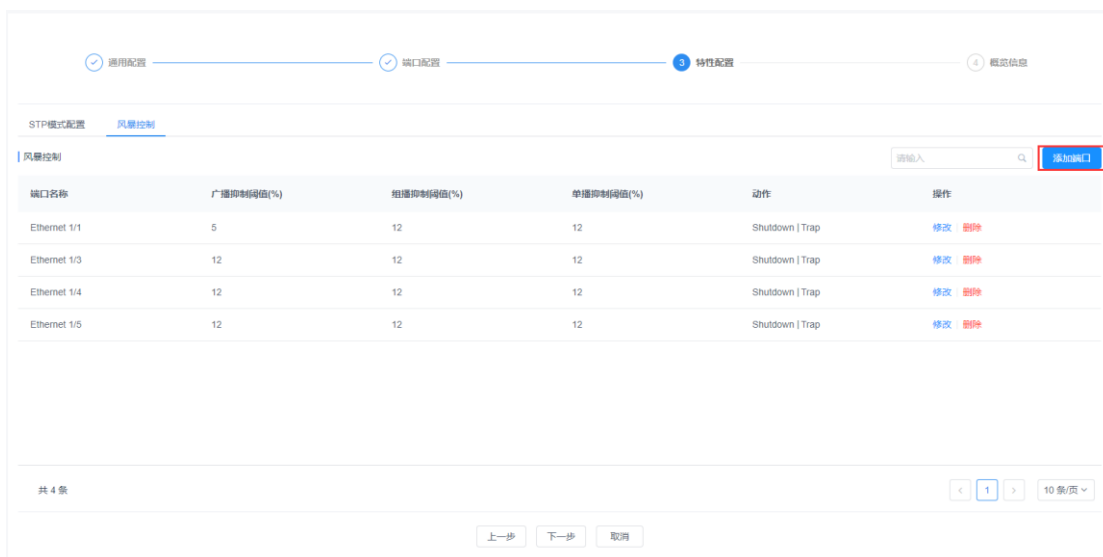 通用配置 端口配置 3 特性配置 4 概览信息
STP模式配置 风暴控制
风暴控制 请输入 添加端口
端口名称 广播抑制阈值(%) 组播抑制阈值(%) 单播抑制阈值(%) 动作 操作
Ethernet 1/1 5 12 12 Shutdown | Trap 修改 删除
Ethernet 1/3 12 12 12 Shutdown | Trap 修改 删除
Ethernet 1/4 12 12 12 Shutdown | Trap 修改 删除
Ethernet 1/5 12 12 12 Shutdown | Trap 修改 删除
共 4 条 < 1 > 10 条/页
上一步 下一步 取消